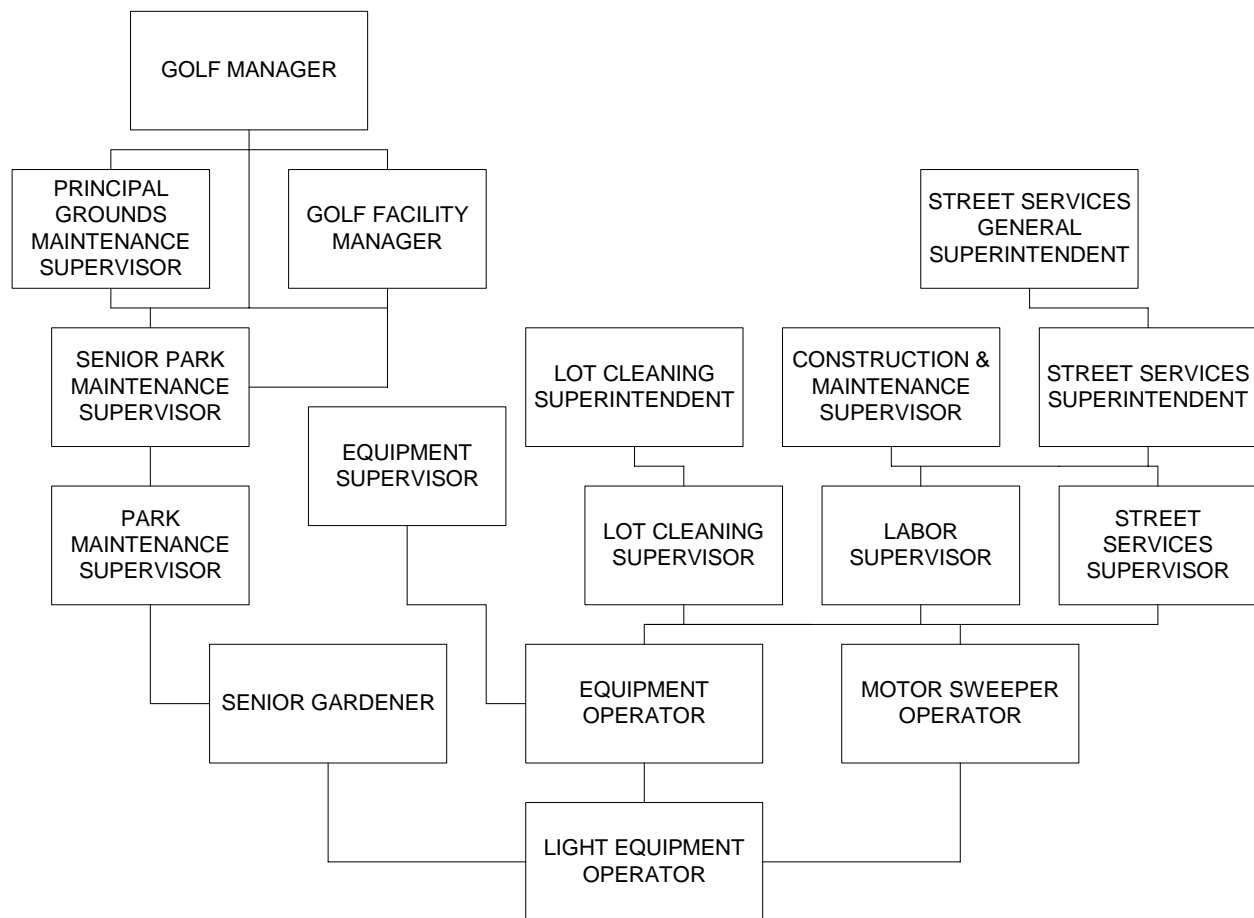 GOLF MANAGER
PRINCIPAL
GROUNDS
MAINTENANCE
SUPERVISOR
GOLF FACILITY
MANAGER
STREET SERVICES
GENERAL
SUPERINTENDENT
SENIOR PARK
MAINTENANCE
SUPERVISOR
LOT CLEANING
SUPERINTENDENT
CONSTRUCTION &
MAINTENANCE
SUPERVISOR
STREET SERVICES
SUPERINTENDENT
EQUIPMENT
SUPERVISOR
PARK
MAINTENANCE
SUPERVISOR
LOT CLEANING
SUPERVISOR
LABOR
SUPERVISOR
STREET
SERVICES
SUPERVISOR
SENIOR GARDENER
EQUIPMENT
OPERATOR
MOTOR SWEEPER
OPERATOR
LIGHT EQUIPMENT
OPERATOR